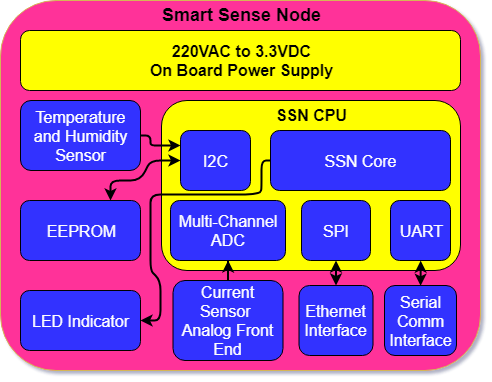 Smart Sense Node
220VAC to 3.3VDC
On Board Power Supply
Temperature
and Humidity
Sensor
SSN CPU
I2C
SSN Core
EEPROM
Multi-Channel
ADC
SPI
UART
LED Indicator
Current
Sensor
Analog Front
End
Ethernet
Interface
Serial
Comm
Interface